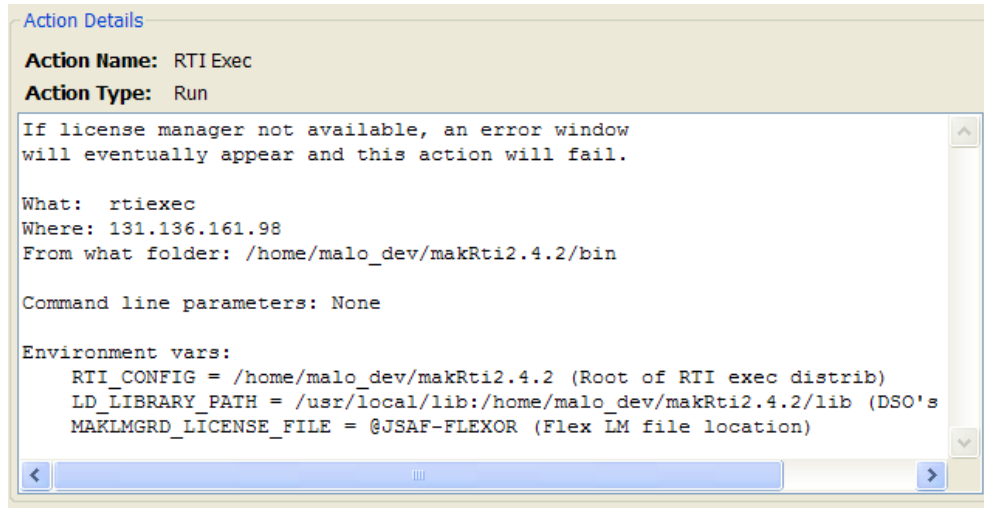 Action Details
Action Name: RTI Exec
Action Type: Run
If license manager not available, an error window
will eventually appear and this action will fail.
What: rtiexec
Where: 131.136.161.98
From what folder: /home/malo_dev/makRti2.4.2/bin
Command line parameters: None
Environment vars:
RTI_CONFIG = /home/malo_dev/makRti2.4.2 (Root of RTI exec distrib)
LD_LIBRARY_PATH = /usr/local/lib:/home/malo_dev/makRti2.4.2/lib (DSO's
MAKLMGRD_LICENSE_FILE = @JSAF-FLEXOR (Flex LM file location)